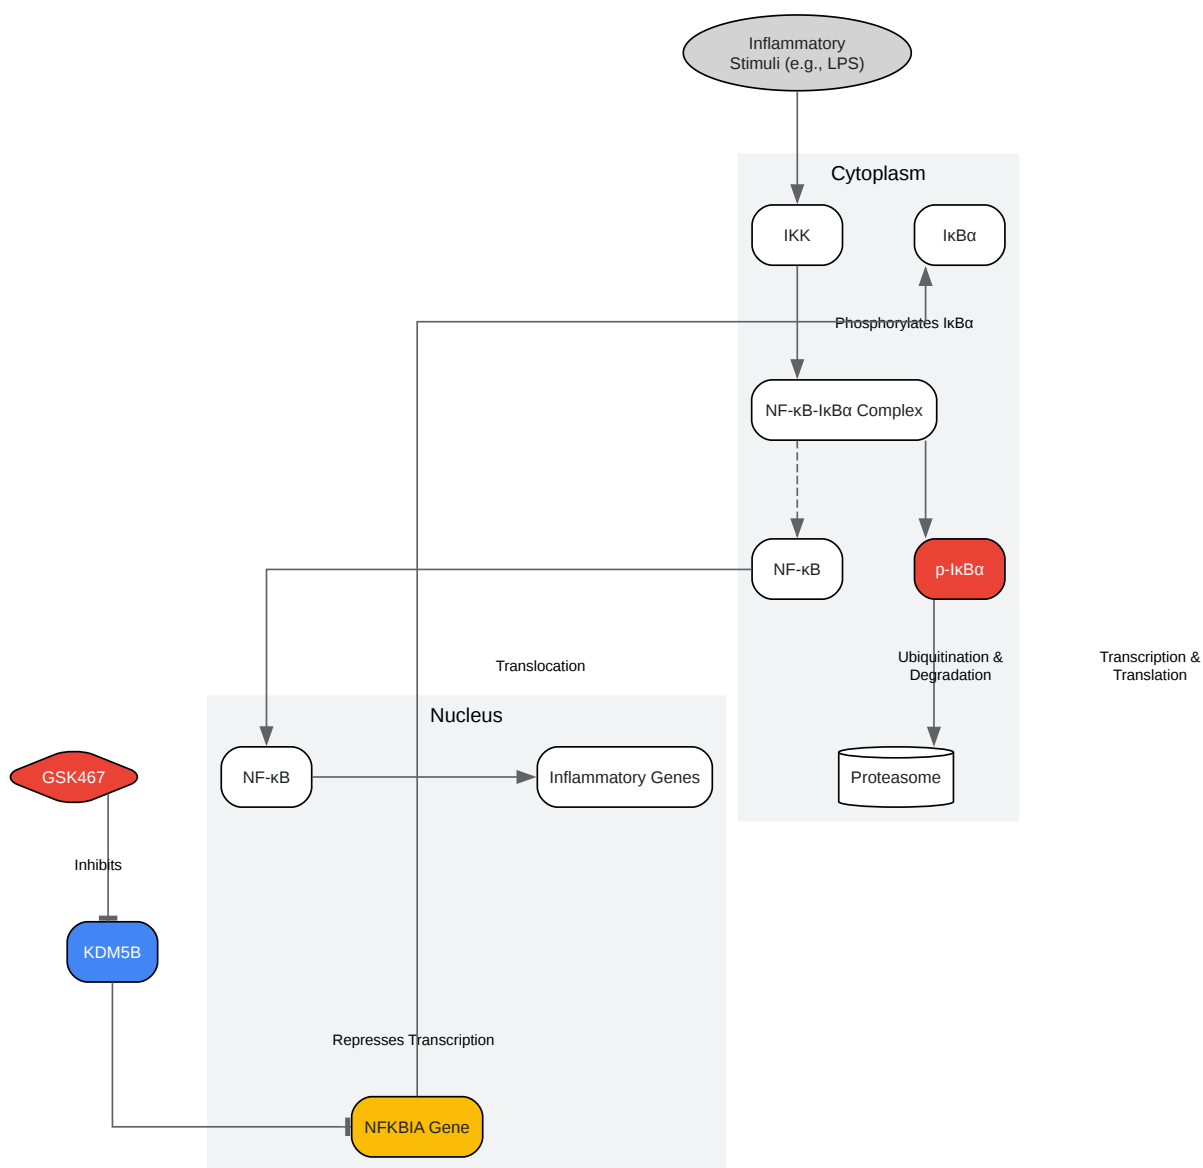 Inflammatory
Stimuli (e.g., LPS)
Cytoplasm
IKK
IκBα
Phosphorylates IκBα
NF-κB-IκBα Complex
NF-κB
p-IκBα
Translocation
Ubiquitination &
Degradation
Transcription &
Translation
Nucleus
GSK467
NF-κB
Inflammatory Genes
Proteasome
Inhibits
KDM5B
Represses Transcription
NFKBIA Gene